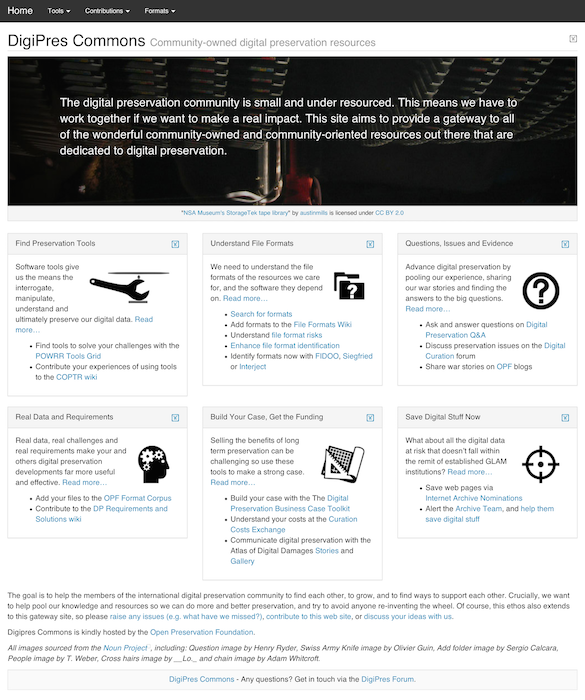 Home Tools Contributions Formats
DigiPres Commons Community-owned digital preservation resources
The digital preservation community is small and under resourced. This means we have to
work together if we want to make a real impact. This site aims to provide a gateway to all
of the wonderful community-owned and community-oriented resources out there that are
dedicated to digital preservation.
"NSA Museum's StorageTek tape library" by austinmills is licensed under CC BY 2.0
Find Preservation Tools
Software tools give
us the means the
interrogate,
manipulate,
understand and
ultimately preserve our digital data. Read
more…
• Find tools to solve your challenges with the
POWRR Tools Grid
• Contribute your experiences of using tools
to the COPTR wiki
Understand File Formats
We need to understand the file
formats of the resources we care
for, and the software they depend
on. Read more…
• Search for formats
• Add formats to the File Formats Wiki
• Understand file format risks
• Enhance file format identification
• Identify formats now with FIDOO, Siegfried
or Interject
Questions, Issues and Evidence
Advance digital preservation by
pooling our experience, sharing
our war stories and finding the
answers to the big questions.
Read more…
• Ask and answer questions on Digital
Preservation Q&A
• Discuss preservation issues on the Digital
Curation forum
• Share war stories on OPF blogs
Real Data and Requirements
Real data, real challenges and
real requirements make your and
others digital preservation
developments far more useful
and effective. Read more…
• Add your files to the OPF Format Corpus
• Contribute to the DP Requirements and
Solutions wiki
Build Your Case, Get the Funding
Selling the benefits of long
term preservation can be
challenging so use these
tools to make a strong case.
Read more…
• Build your case with the The Digital
Preservation Business Case Toolkit
• Understand your costs at the Curation
Costs Exchange
• Communicate digital preservation with the
Atlas of Digital Damages Stories and
Gallery
Save Digital Stuff Now
What about all the digital data
at risk that doesn't fall within
the remit of established GLAM
institutions? Read more…
• Save web pages via
Internet Archive Nominations
• Alert the Archive Team, and help them
save digital stuff
The goal is to help the members of the international digital preservation community to find each other, to grow, and to find ways to support each other. Crucially, we want
to help pool our knowledge and resources so we can do more and better preservation, and try to avoid anyone re-inventing the wheel. Of course, this ethos also extends
to this gateway site, so please raise any issues (e.g. what have we missed?), contribute to this web site, or discuss your ideas with us.
Digipres Commons is kindly hosted by the Open Preservation Foundation.
All images sourced from the Noun Project , including: Question image by Henry Ryder, Swiss Army Knife image by Olivier Guin, Add folder image by Sergio Calcara,
People image by T. Weber, Cross hairs image by __Lo._ and chain image by Adam Whitcroft.
DigiPres Commons - Any questions? Get in touch via the DigiPres Forum.